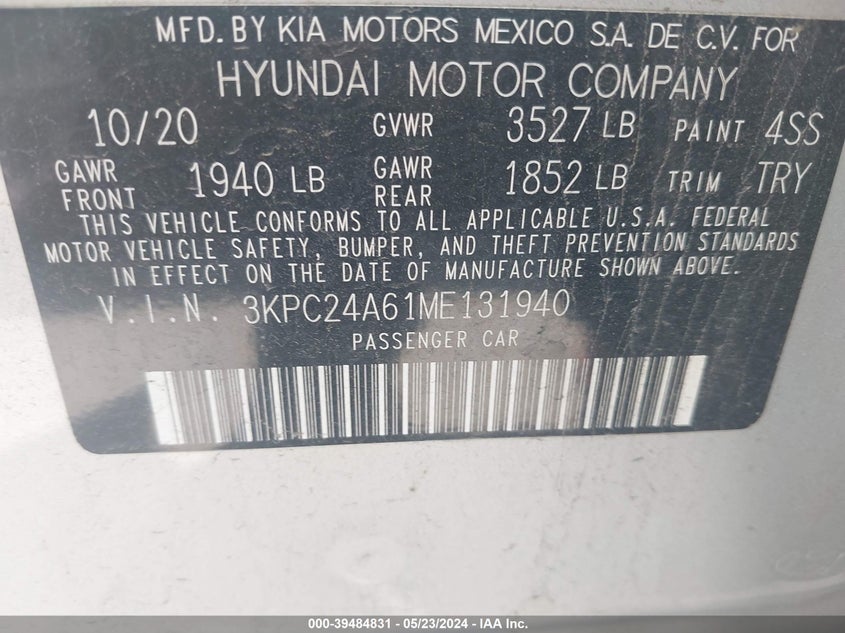 MFD. BY KIA MOTORS MEXICO S.A. DE C.V. FOR
HYUNDAI MOTOR COMPANY
10/20 GVWR 3527 LB PAINT 4SS
GAWR FRONT 1940 LB GAWR REAR 1852 LB TRIM TRY
THIS VEHICLE CONFORMS TO ALL APPLICABLE U.S.A. FEDERAL
MOTOR VEHICLE SAFETY, BUMPER, AND THEFT PREVENTION STANDARDS
IN EFFECT ON THE DATE OF MANUFACTURE SHOWN ABOVE.
V.I.N. 3KPC24A61ME131940
PASSENGER CAR
000-39484831 - 05/23/2024 - IAA Inc.